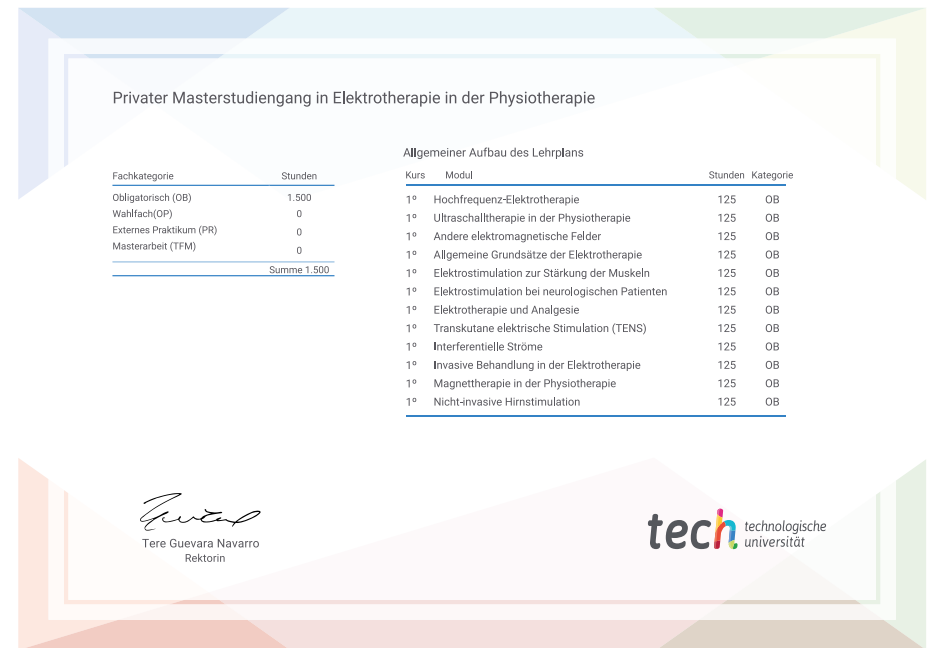 Privater Masterstudiengang in Elektrotherapie in der Physiotherapie
Fachkategorie Stunden
Obligatorisch (OB) 1.500
Wahlfach(OP) 0
Externes Praktikum (PR) 0
Masterarbeit (TFM) 0
Summe 1.500
Allgemeiner Aufbau des Lehrplans
Kurs Modul Stunden Kategorie
1º Hochfrequenz-Elektrotherapie 125 OB
1º Ultraschalltherapie in der Physiotherapie 125 OB
1º Andere elektromagnetische Felder 125 OB
1º Allgemeine Grundsätze der Elektrotherapie 125 OB
1º Elektrostimulation zur Stärkung der Muskeln 125 OB
1º Elektrostimulation bei neurologischen Patienten 125 OB
1º Elektrotherapie und Analgesie 125 OB
1º Transkutane elektrische Stimulation (TENS) 125 OB
1º Interferentielle Ströme 125 OB
1º Invasive Behandlung in der Elektrotherapie 125 OB
1º Magnettherapie in der Physiotherapie 125 OB
1º Nicht-invasive Hirnstimulation 125 OB
Tere Guevara Navarro
Rektorin
tech technologische
universität